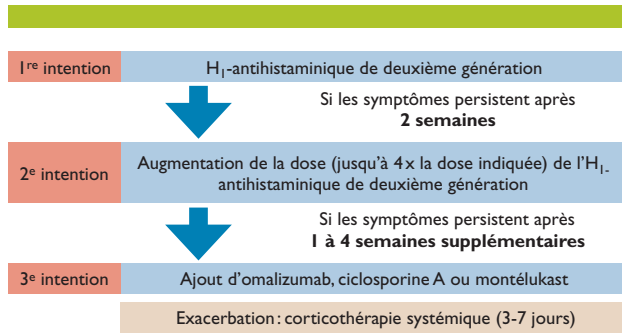 1re intention
H1-antihistaminique de deuxième génération
Si les symptômes persistent après
2 semaines
2e intention
Augmentation de la dose (jusqu'à 4x la dose indiquée) de l'H1-
antihistaminique de deuxième génération
Si les symptômes persistent après
1 à 4 semaines supplémentaires
3e intention
Ajout d'omalizumab, ciclosporine A ou montélukast
Exacerbation : corticothérapie systémique (3-7 jours)